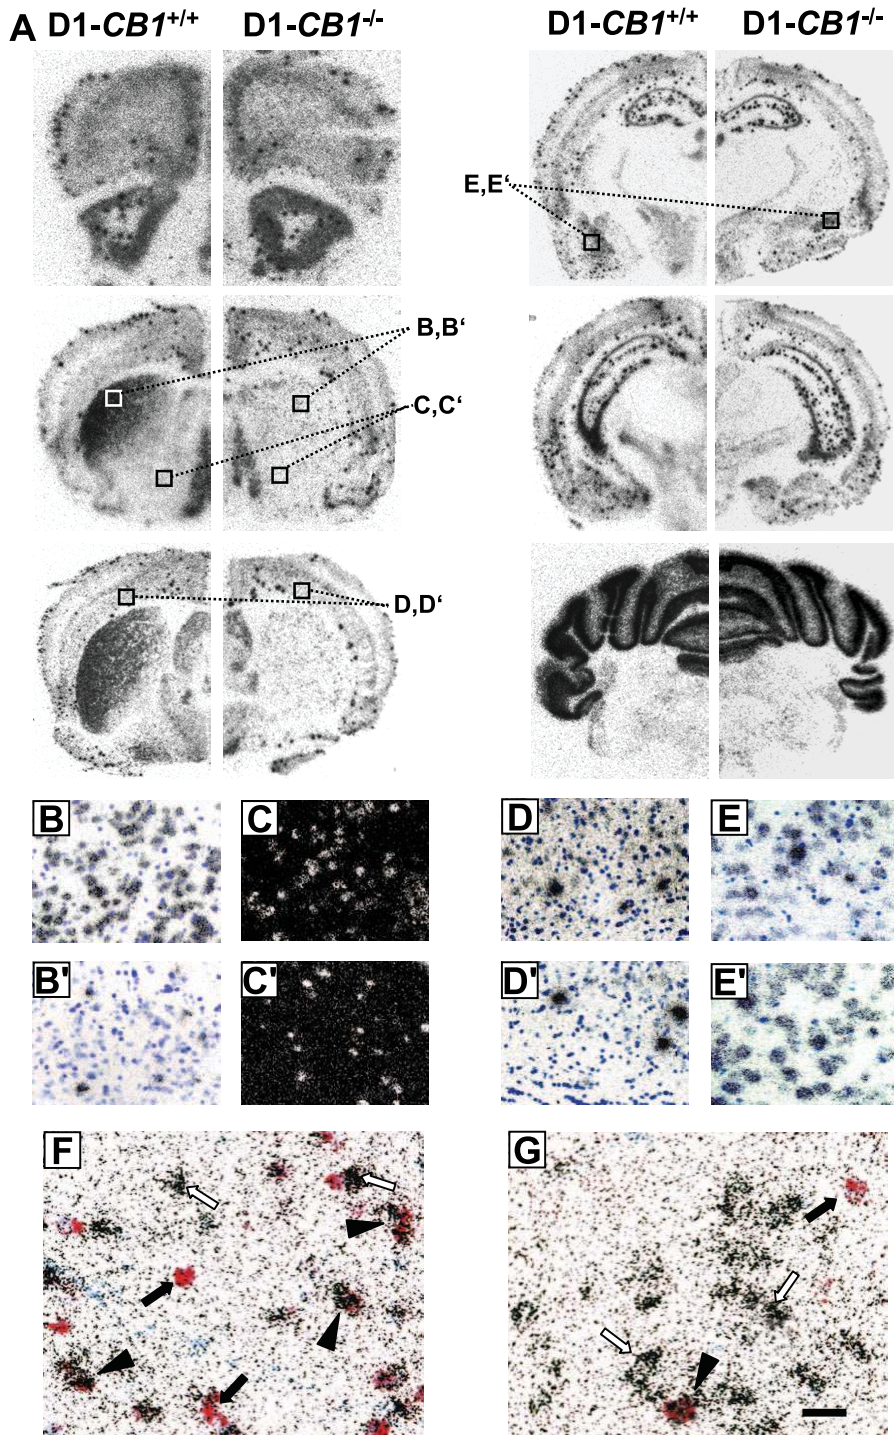 A D1-CB1+/+ D1-CB1-/- D1-CB1+/+ D1-CB1-/-
E,E‘
B,B‘
C,C‘
D,D‘
B C D E
B' C' D' E'
F G